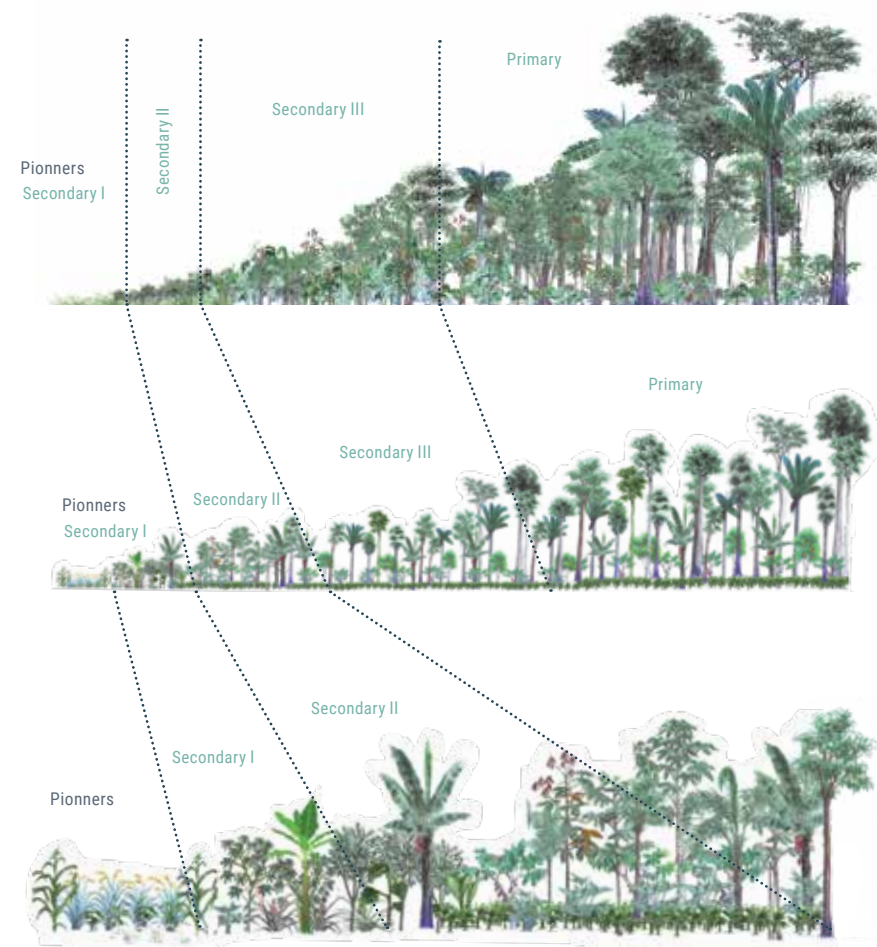 Primary
Secondary III
Secondary II
Pionners
Secondary I
Primary
Secondary III
Secondary II
Pionners
Secondary I
Secondary II
Secondary I
Pionners